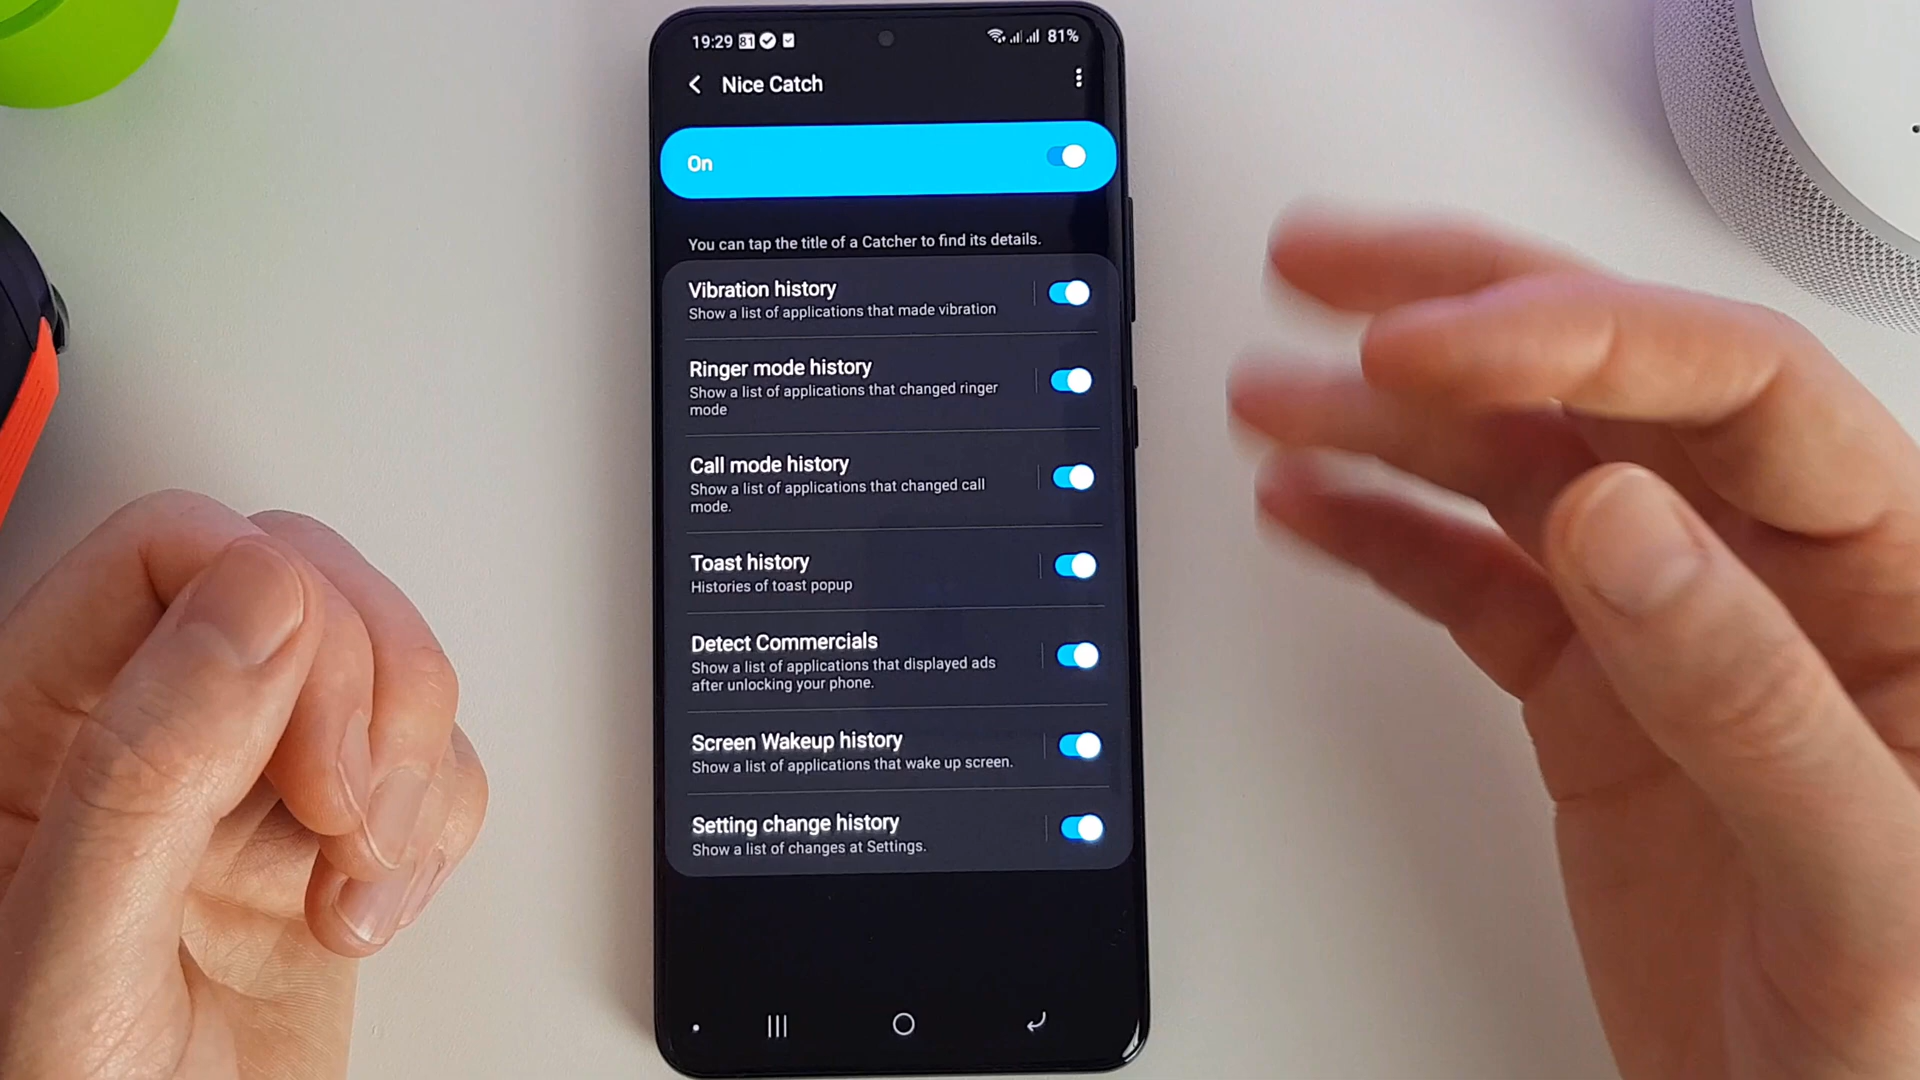 19:29 81 81%
Nice Catch
On
You can tap the title of a Catcher to find its details.
Vibration history
Show a list of applications that made vibration
Ringer mode history
Show a list of applications that changed ringer
mode
Call mode history
Show a list of applications that changed call
mode.
Toast history
Histories of toast popup
Detect Commercials
Show a list of applications that displayed ads
after unlocking your phone.
Screen Wakeup history
Show a list of applications that wake up screen.
Setting change history
Show a list of changes at Settings.